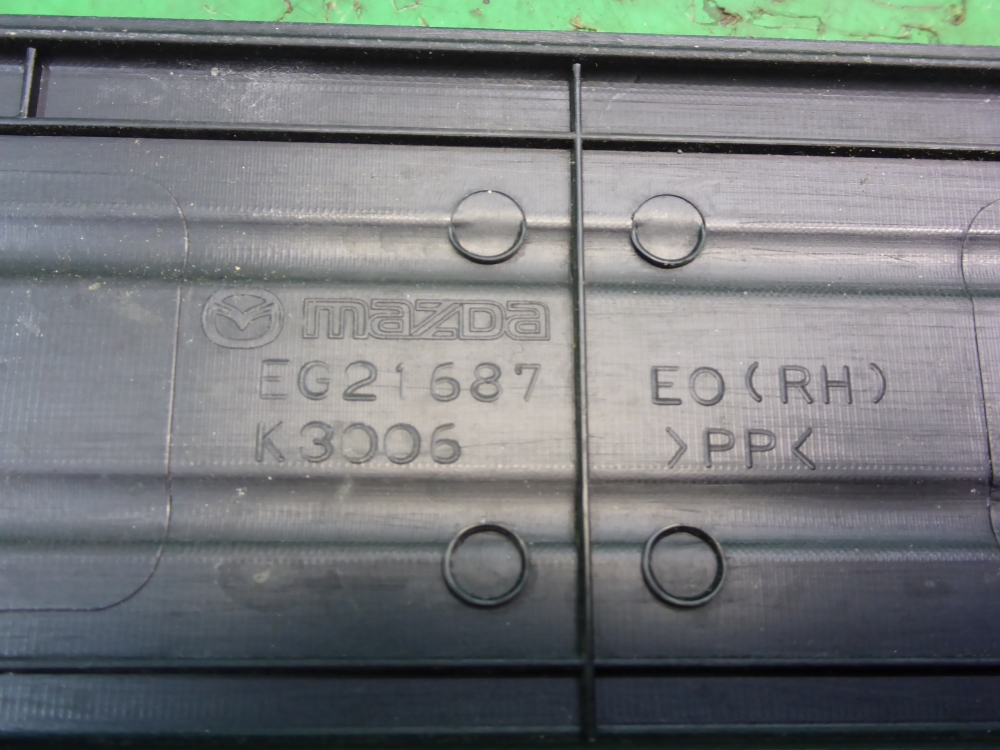 mazda
EG21687
K3006
EO(RH)
>PP<